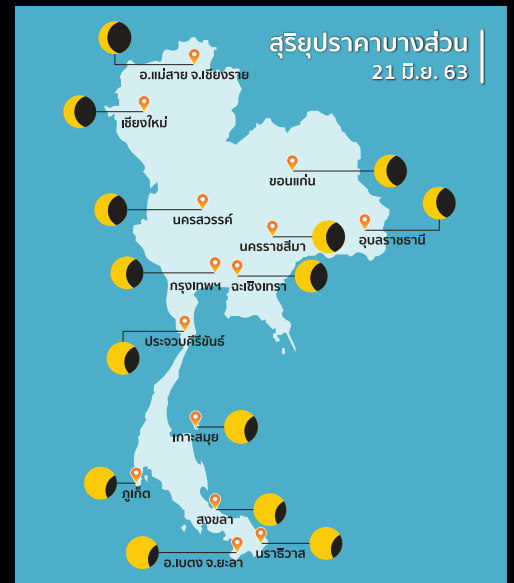 สุริยุปราคาบางส่วน
21 มิ.ย. 63
อ.แม่สาย จ.เชียงราย
เชียงใหม่
ขอนแก่น
นครสวรรค์
นครราชสีมา
อุบลราชธานี
กรุงเทพฯ
ฉะเชิงเทรา
ประจวบคีรีขันธ์
เกาะสมุย
ภูเก็ต
สงขลา
นราธิวาส
อ.เบตง จ.ยะลา